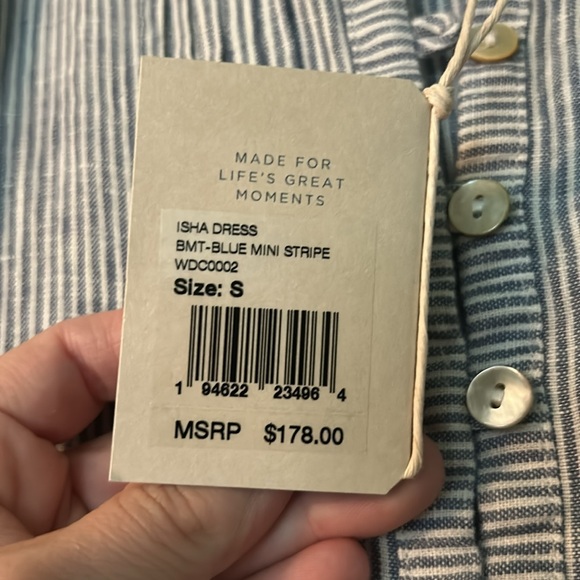 MADE FOR
LIFE'S GREAT
MOMENTS
ISHA DRESS
BMT-BLUE MINI STRIPE
WDC0002
Size: S
1 94622 23496 4
MSRP $178.00